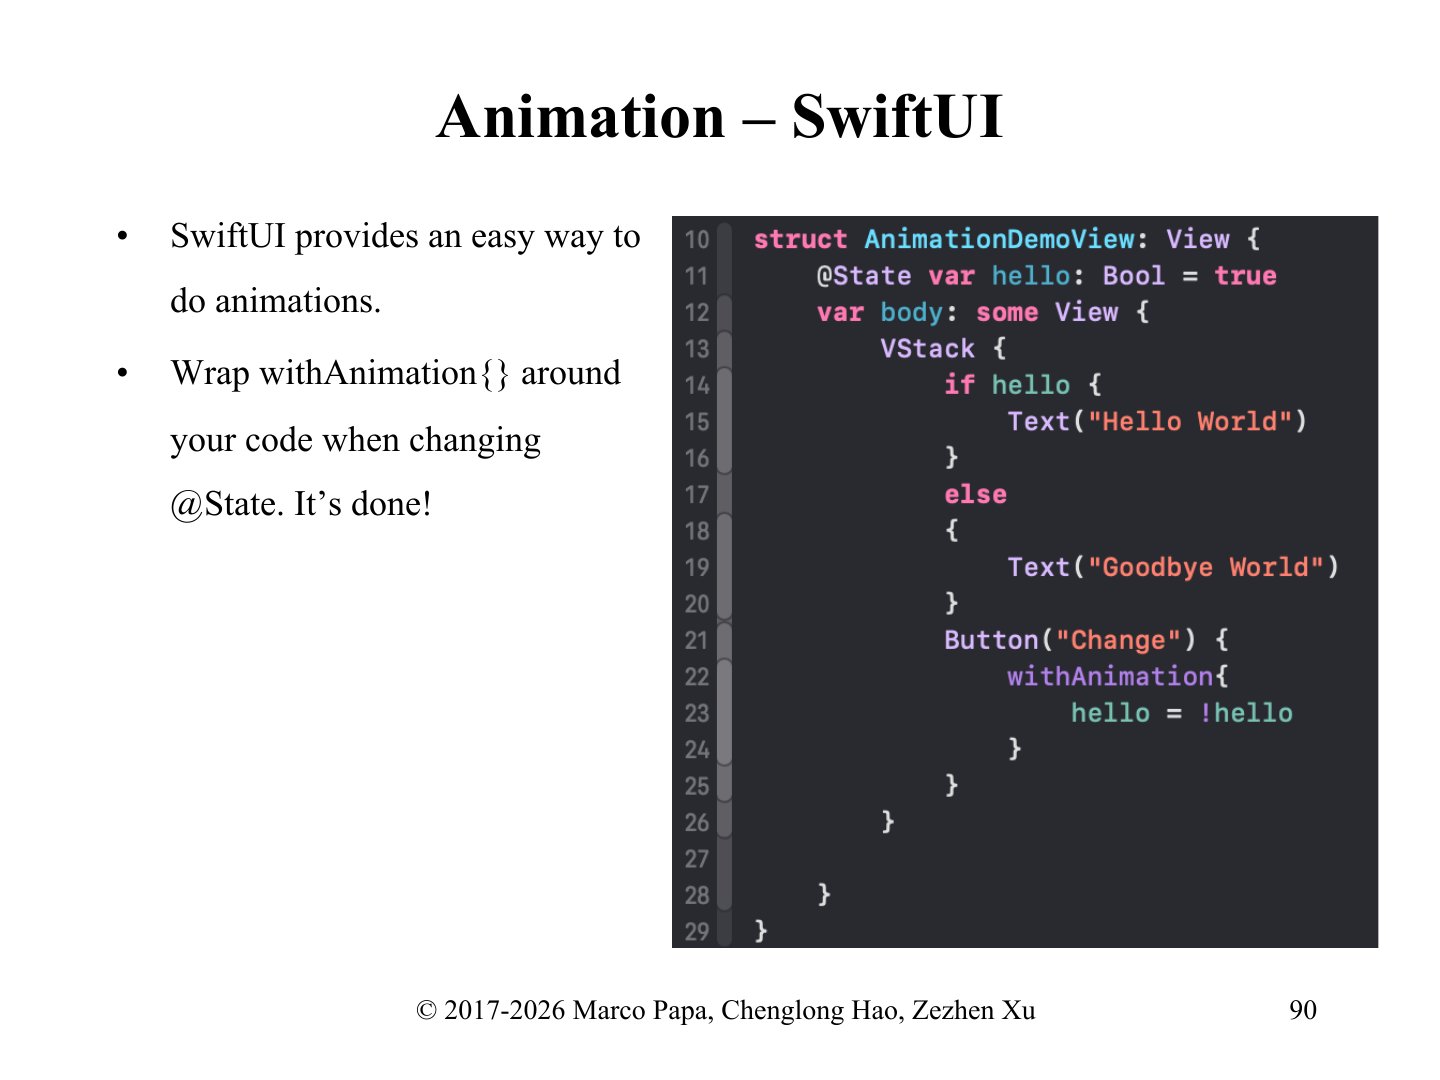 Animation – SwiftUI
• SwiftUI provides an easy way to
do animations.
• Wrap withAnimation{} around
your code when changing
@State. It’s done!
10 struct AnimationDemoView: View {
11     @State var hello: Bool = true
12     var body: some View {
13         VStack {
14             if hello {
15                 Text("Hello World")
16             }
17             else
18             {
19                 Text("Goodbye World")
20             }
21             Button("Change") {
22                 withAnimation{
23                     hello = !hello
24                 }
25             }
26         }
27
28     }
29 }
© 2017-2026 Marco Papa, Chenglong Hao, Zezhen Xu
90